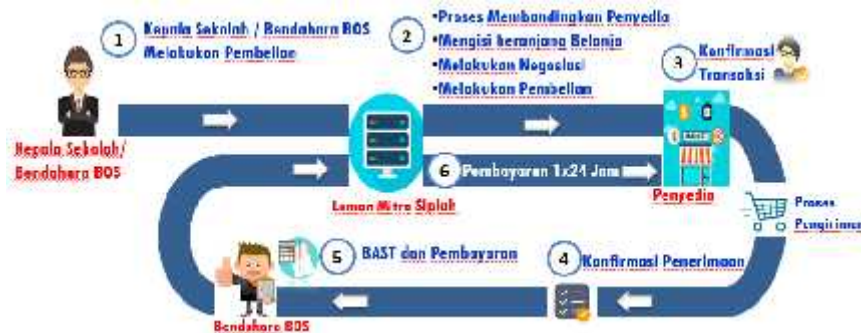 1
Kepala Sekolah / Bendahara BOS
Melakukan Pembelian
2
•Proses Membandingkan Penyedia
•Mengisi keranjang Belanja
•Melakukan Negosiasi
•Melakukan Pembelian
3
Konfirmasi
Transaksi
Kepala Sekolah/
Bendahara BOS
Laman Mitra Siplah
6
Pembayaran 1x24 Jam
Penyedia
Proses
Pengiriman
5
BAST dan Pembayaran
4
Konfirmasi Penerimaan
Bendahara BOS